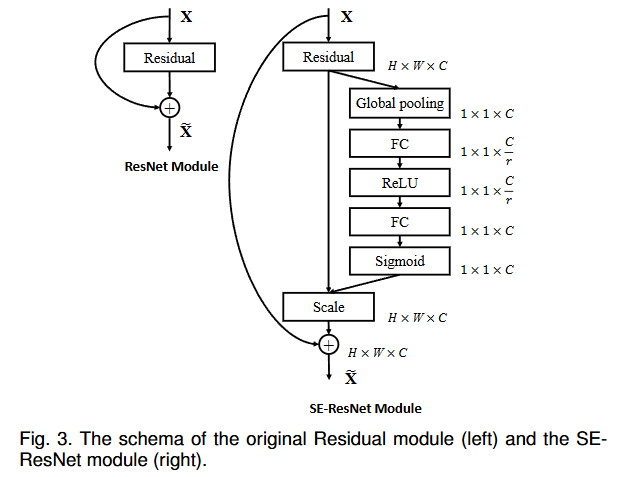 X
Residual
+
X̃
ResNet Module
X
Residual
H × W × C
Global pooling
1 × 1 × C
FC
1 × 1 × C/r
ReLU
1 × 1 × C/r
FC
1 × 1 × C
Sigmoid
1 × 1 × C
Scale
H × W × C
+
H × W × C
X̃
SE-ResNet Module
Fig. 3. The schema of the original Residual module (left) and the SE-
ResNet module (right).